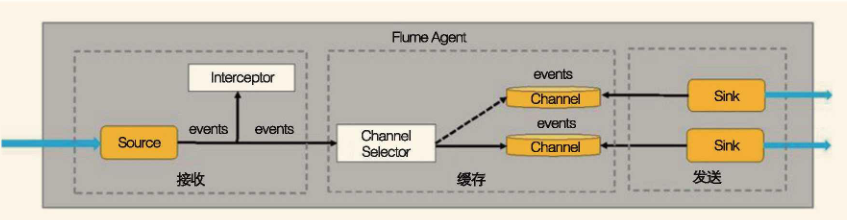 Flume Agent
Interceptor
events
Channel
Sink
events
events
Source
Channel
Selector
events
Channel
Sink
接收
缓存
发送